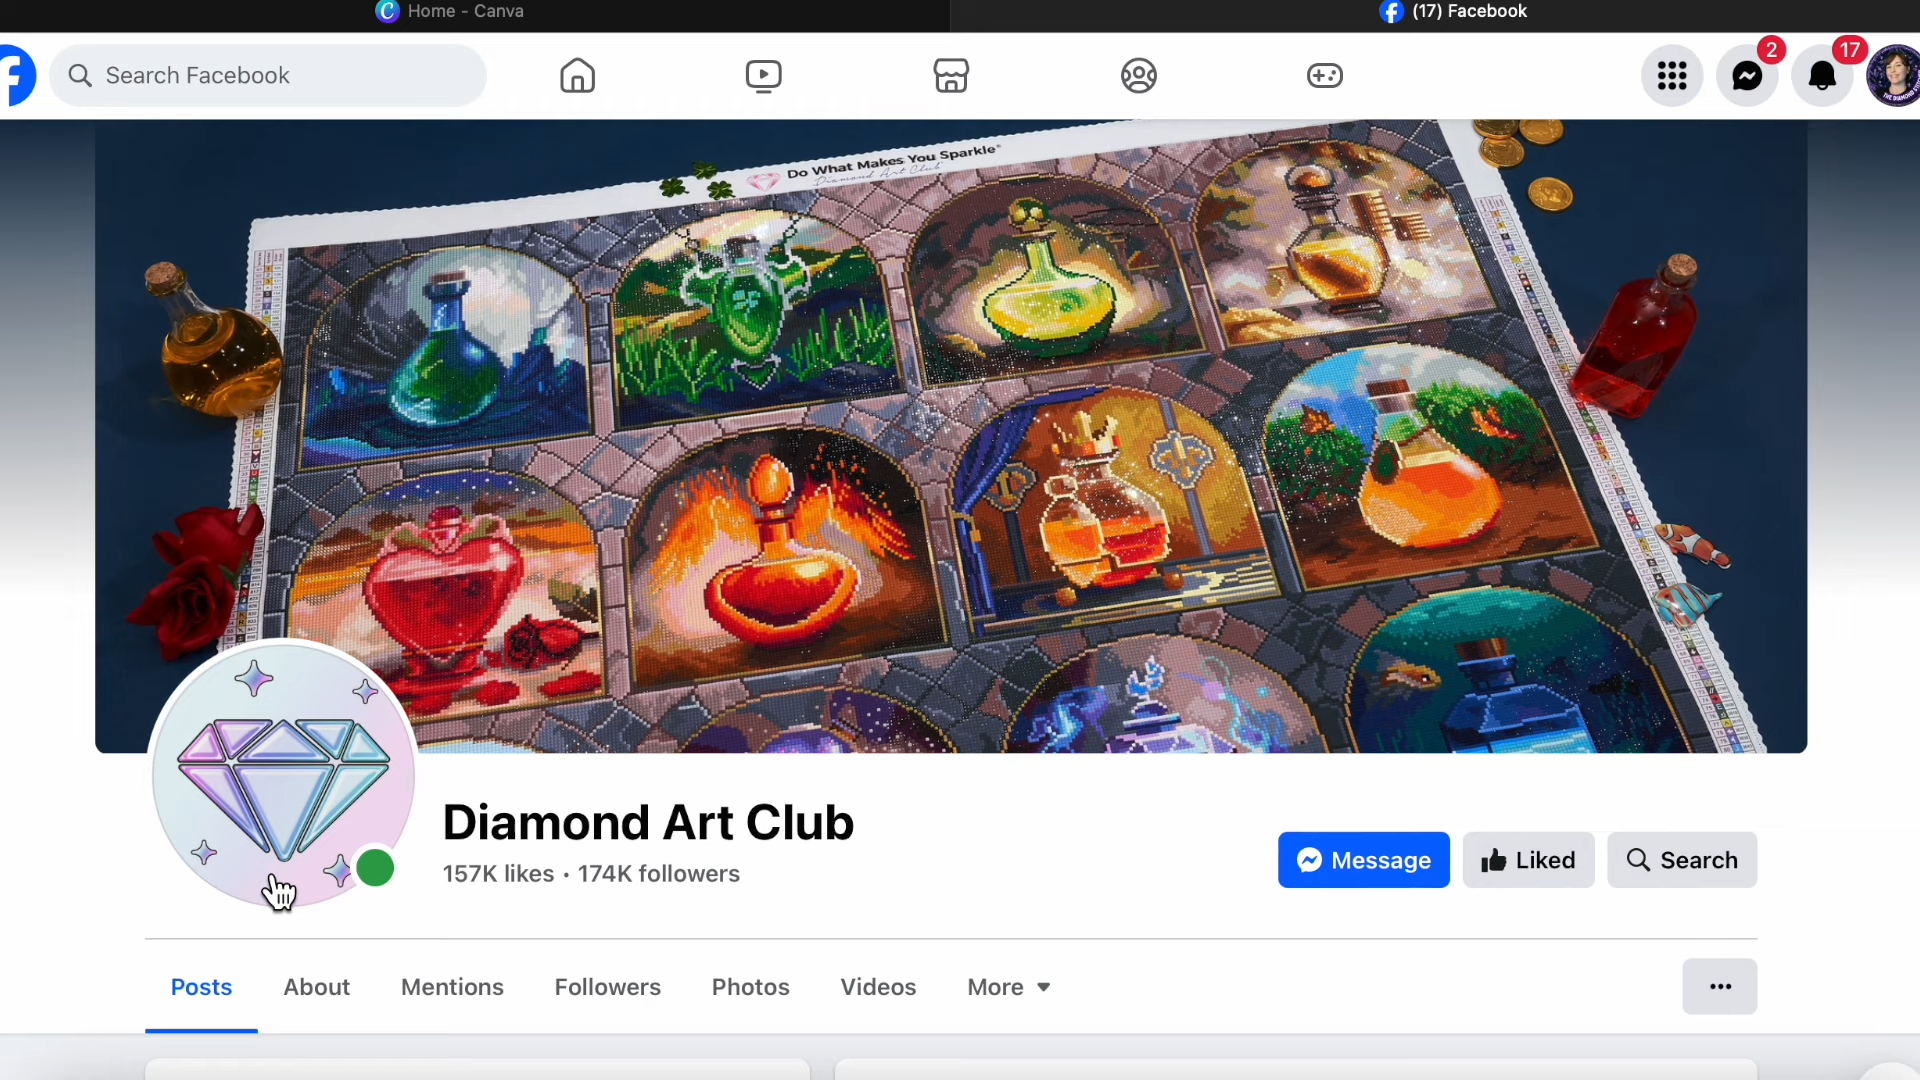 Home - Canva
(17) Facebook
Search Facebook
2
17
Do What Makes You Sparkle
Diamond Art Club
Diamond Art Club
157K likes • 174K followers
Message
Liked
Search
Posts
About
Mentions
Followers
Photos
Videos
More